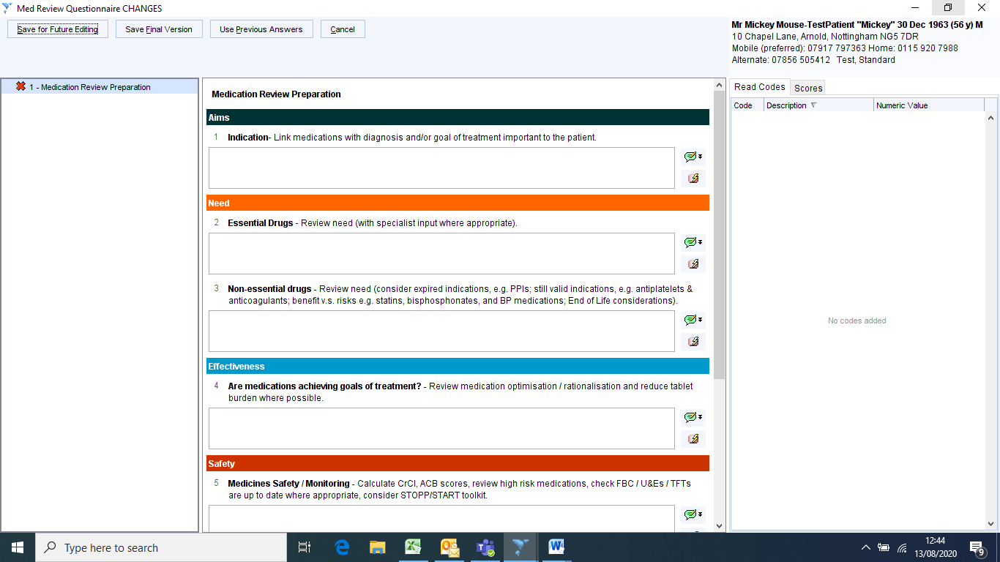 Med Review Questionnaire CHANGES
Save for Future Editing
Save Final Version
Use Previous Answers
Cancel
Mr Mickey Mouse-TestPatient "Mickey" 30 Dec 1963 (56 y) M
10 Chapel Lane, Arnold, Nottingham NG5 7DR
Mobile (preferred): 07917 797363 Home: 0115 920 7988
Alternate: 07856 505412 Test, Standard
1 - Medication Review Preparation
Medication Review Preparation
Aims
1 Indication- Link medications with diagnosis and/or goal of treatment important to the patient.
Need
2 Essential Drugs - Review need (with specialist input where appropriate).
3 Non-essential drugs - Review need (consider expired indications, e.g. PPIs; still valid indications, e.g. antiplatelets &
anticoagulants; benefit v.s. risks e.g. statins, bisphosphonates, and BP medications; End of Life considerations).
Effectiveness
4 Are medications achieving goals of treatment? - Review medication optimisation / rationalisation and reduce tablet
burden where possible.
Safety
5 Medicines Safety / Monitoring - Calculate CrCl, ACB scores, review high risk medications, check FBC / U&Es / TFTs
are up to date where appropriate, consider STOPP/START toolkit.
Read Codes
Scores
Code
Description
Numeric Value
No codes added
Type here to search
12:44
13/08/2020
9